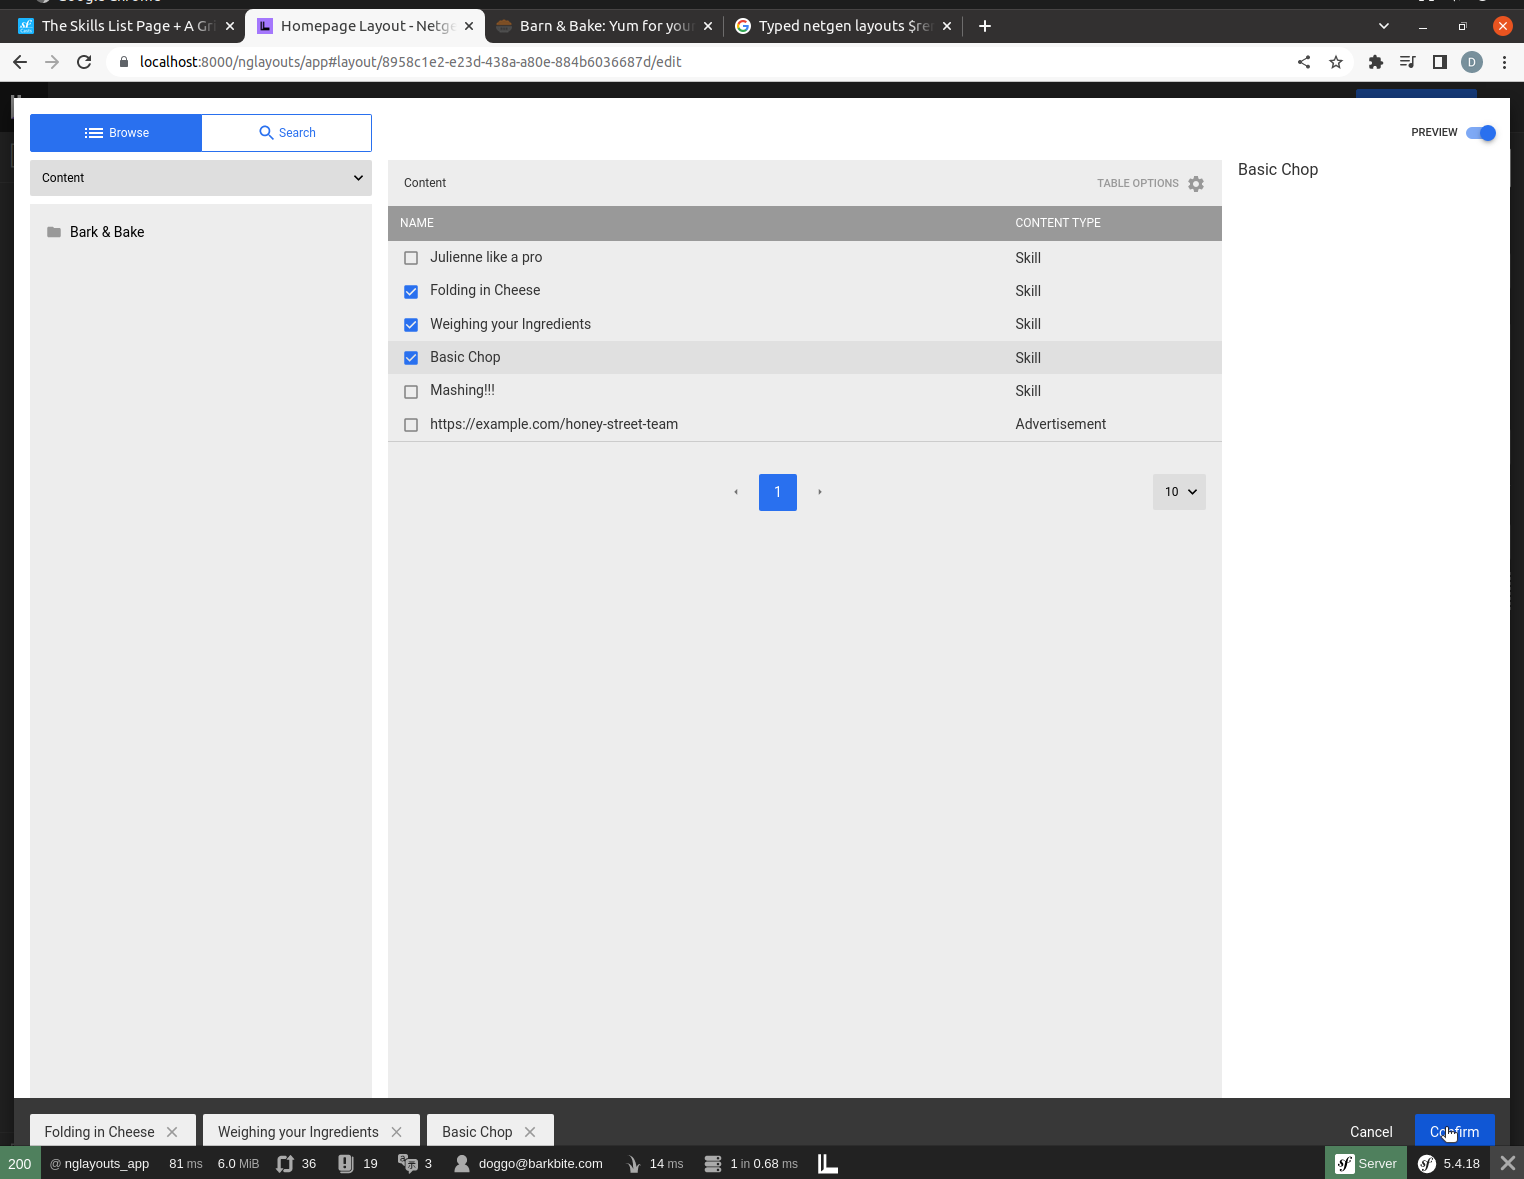 The Skills List Page + A Gri
Homepage Layout - Netge
Barn & Bake: Yum for you
Typed netgen layouts $re
localhost:8000/nglayouts/app#layout/8958c1e2-e23d-438a-a80e-884b6036687d/edit
D
Browse
Search
PREVIEW
Content
Content
TABLE OPTIONS
Basic Chop
Bark & Bake
NAME CONTENT TYPE
Julienne like a pro Skill
Folding in Cheese Skill
Weighing your Ingredients Skill
Basic Chop Skill
Mashing!!! Skill
https://example.com/honey-street-team Advertisement
1
10
Folding in Cheese
Weighing your Ingredients
Basic Chop
Cancel
Confirm
200 @ nglayouts_app 81 ms 6.0 MiB 36 19 3 doggo@barkbite.com 14 ms 1 in 0.68 ms sf Server sf 5.4.18